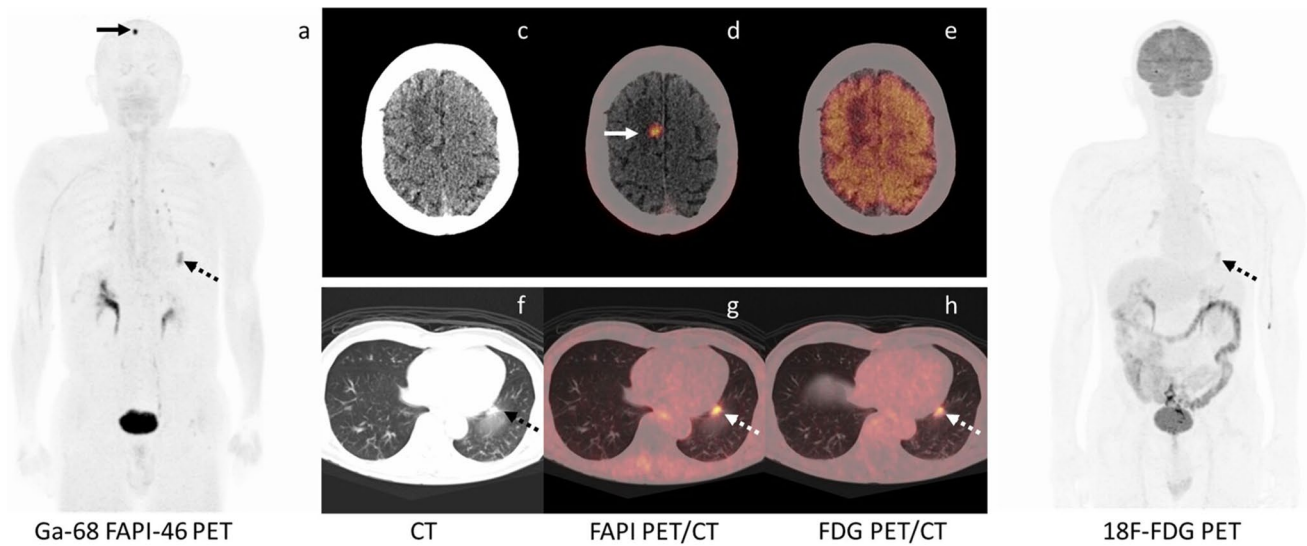 a
c
d
e
f
g
h
Ga-68 FAPI-46 PET
CT
FAPI PET/CT
FDG PET/CT
18F-FDG PET